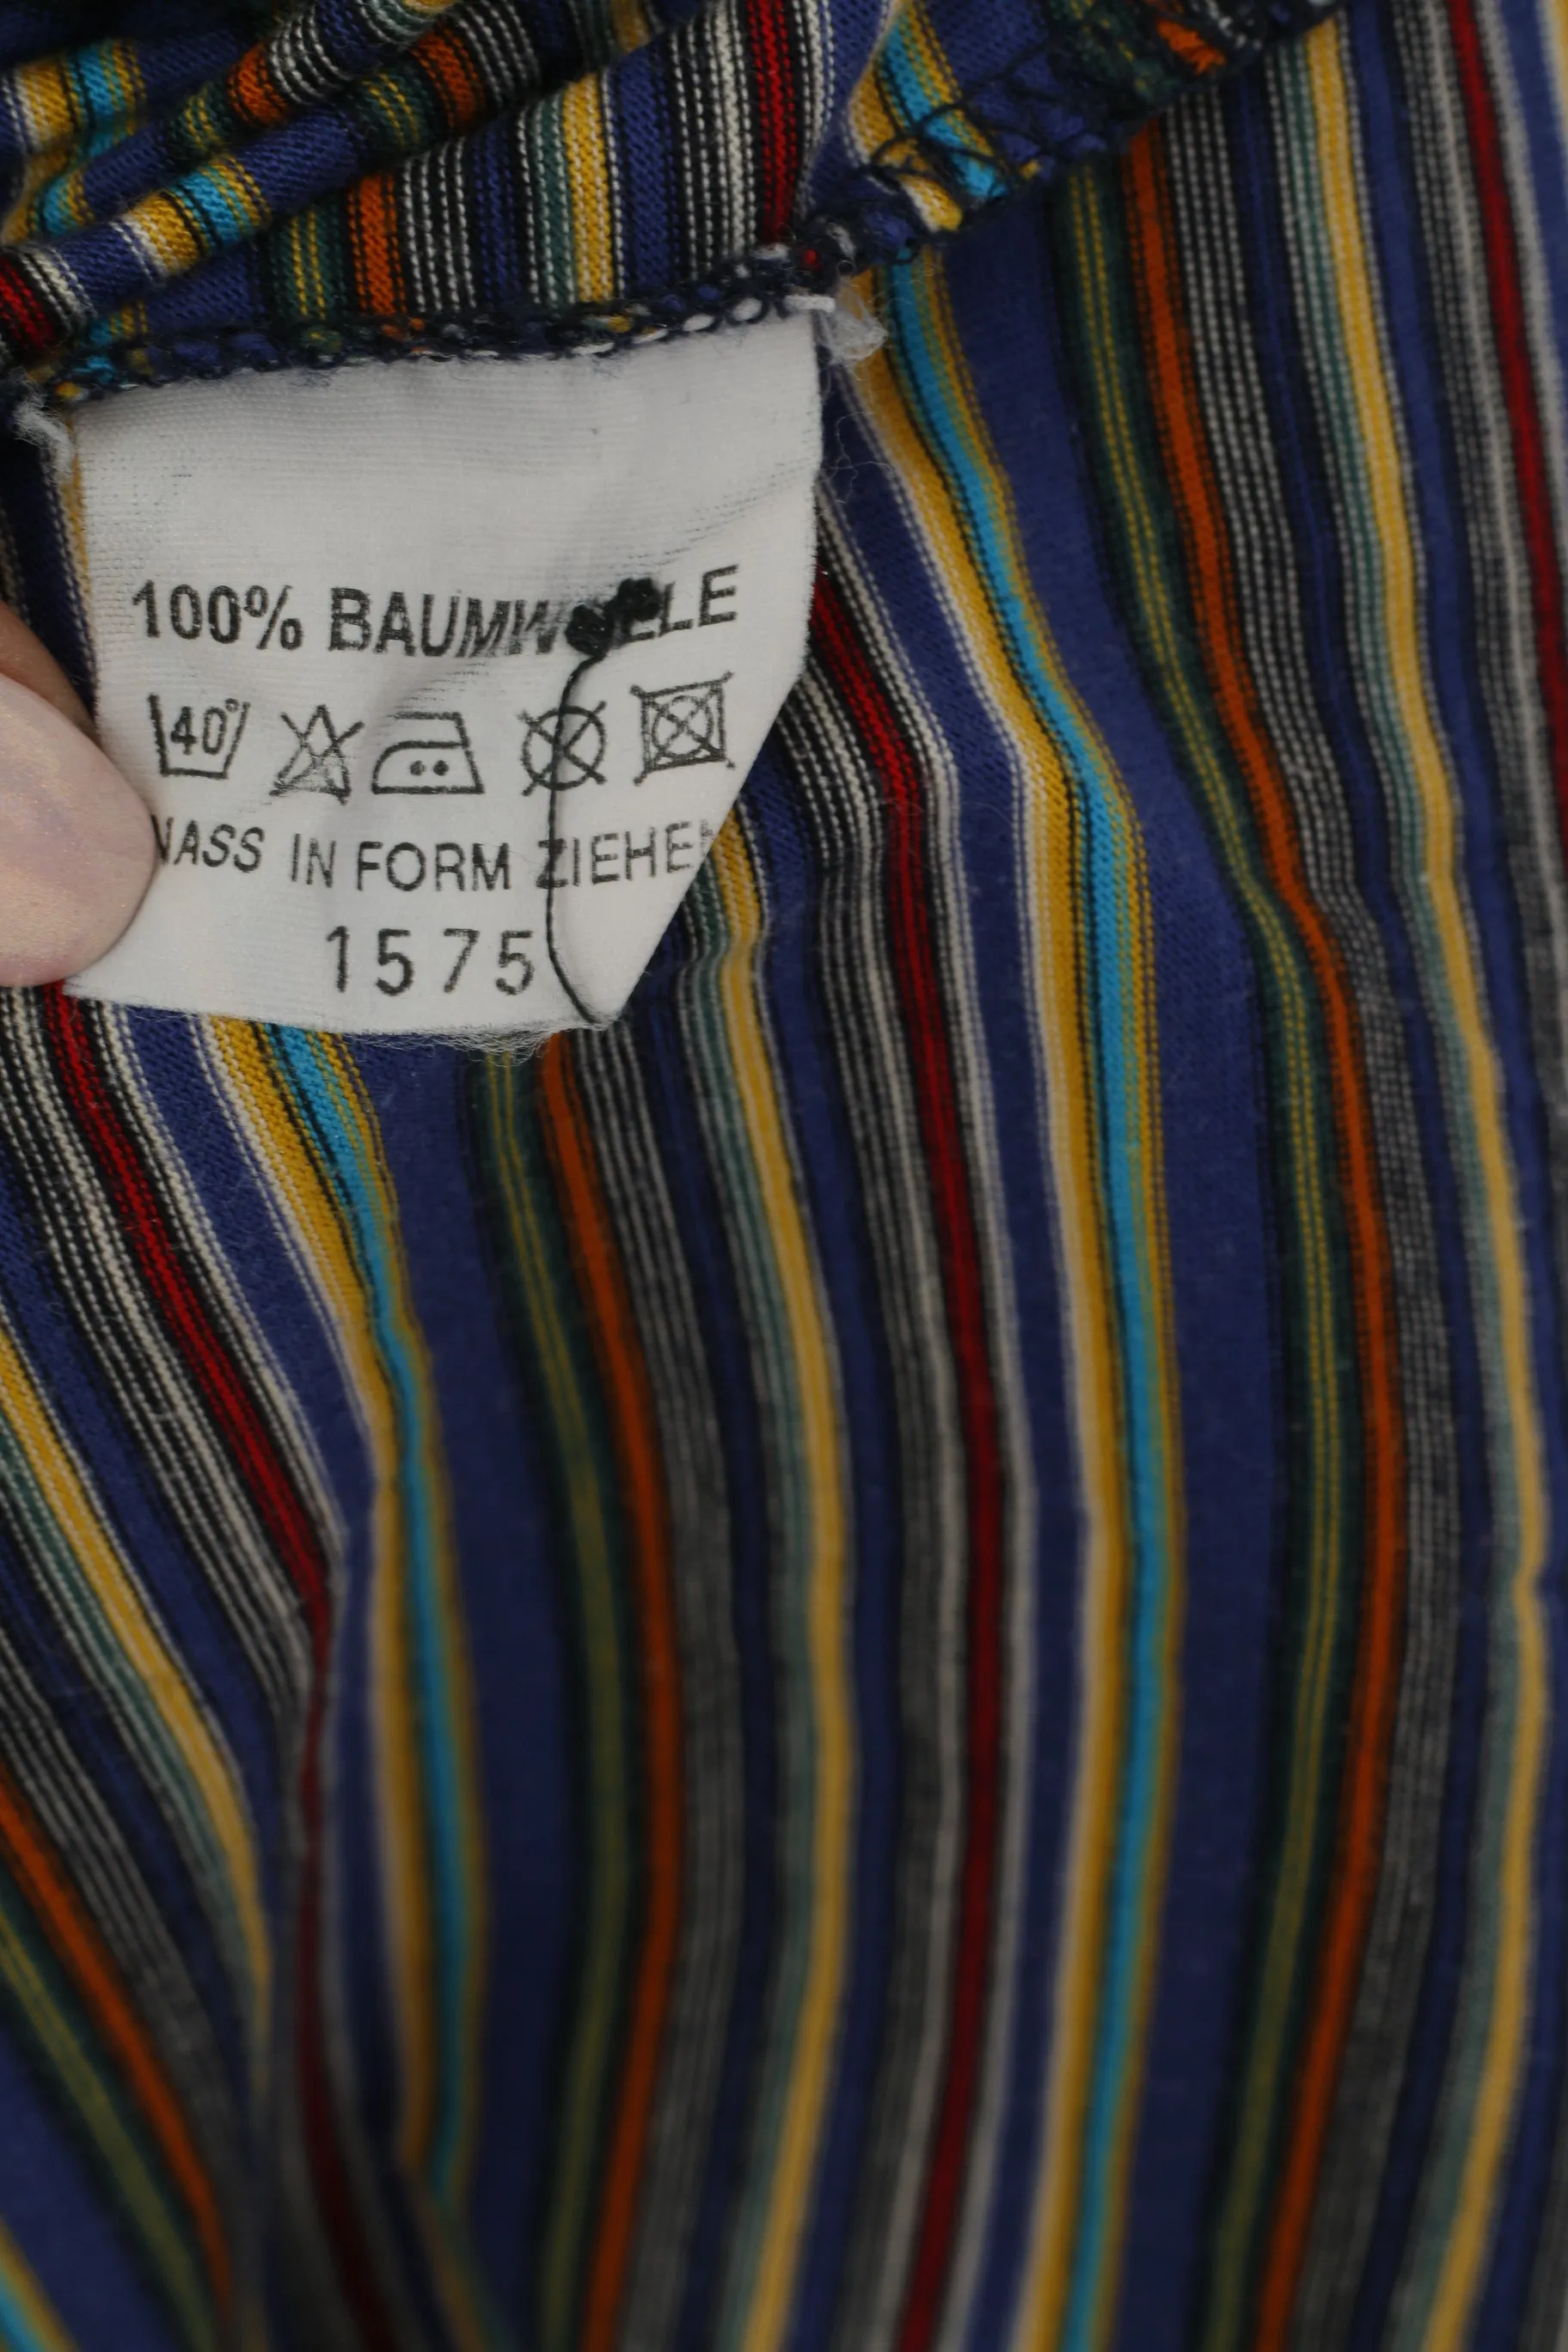 100% BAUMWOLLE
40°
NASS IN FORM ZIEHEN
1575